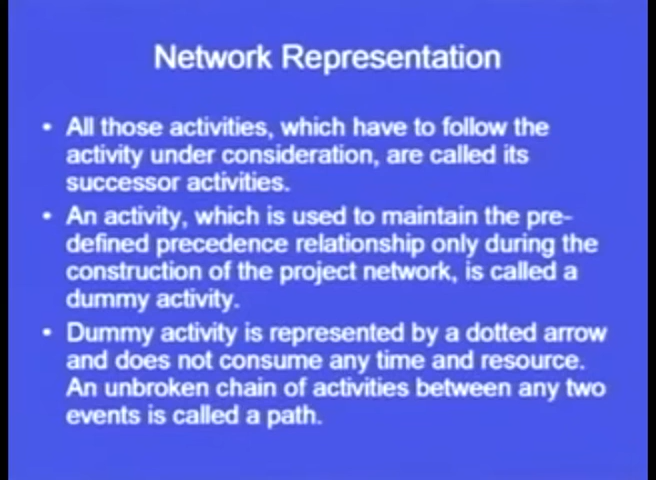 Network Representation
• All those activities, which have to follow the
activity under consideration, are called its
successor activities.
• An activity, which is used to maintain the pre-
defined precedence relationship only during the
construction of the project network, is called a
dummy activity.
• Dummy activity is represented by a dotted arrow
and does not consume any time and resource.
An unbroken chain of activities between any two
events is called a path.